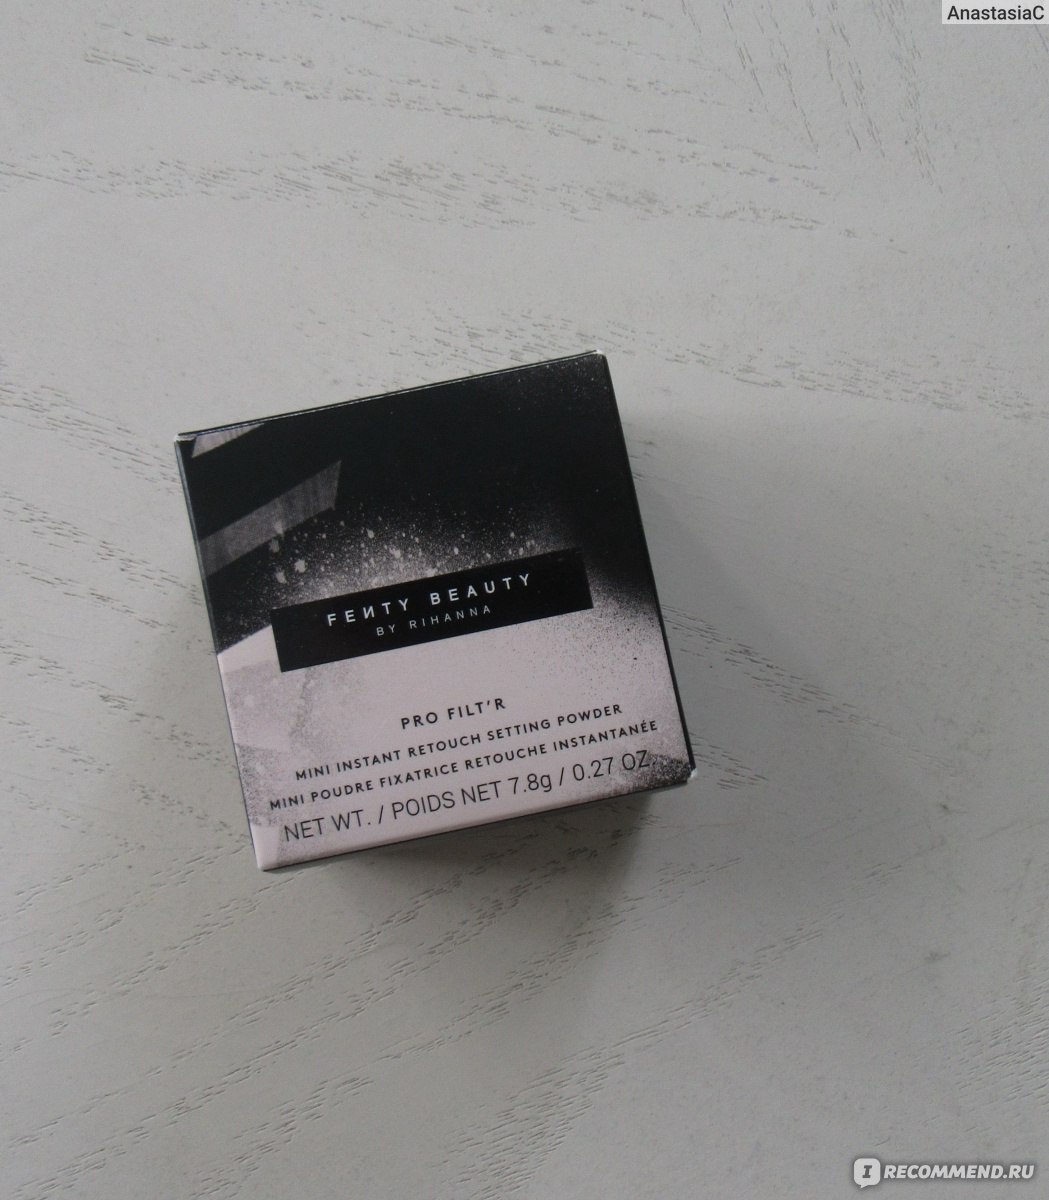 AnastasiaC
FEИTY BEAUTY
BY RIHANNA
PRO FILT'R
MINI INSTANT RETOUCH SETTING POWDER
MINI POUDRE FIXATRICE RETOUCHE INSTANTANÉE
NET WT. / POIDS NET 7.8g / 0.27 OZ.
IRECOMMEND.RU